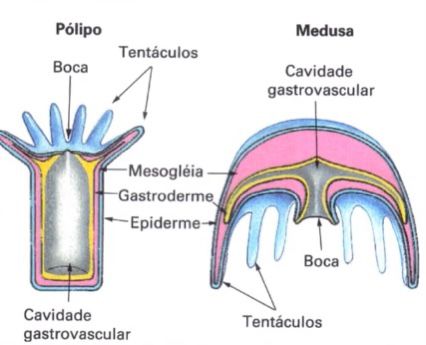 Pólipo
Medusa
Tentáculos
Boca
Cavidade
gastrovascular
Mesogléia
Gastroderme
Epiderme
Boca
Cavidade
gastrovascular
Tentáculos